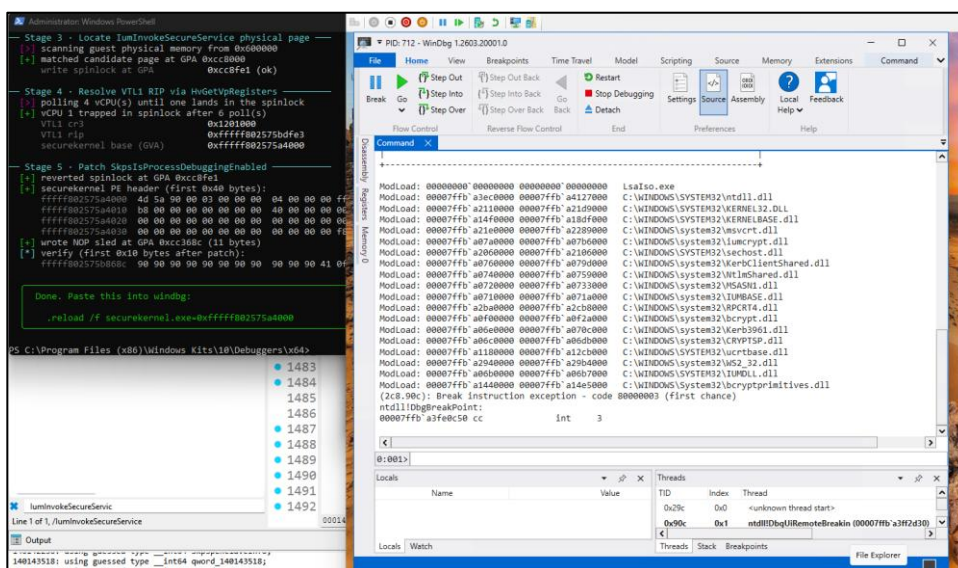 Administrator: Windows PowerShell
Stage 3 - Locate IumInvokeSecureService physical page
[>] scanning guest physical memory from 0x600000
[+] matched candidate page at GPA 0xcc8000
write spinlock at GPA 0xcc8fe1 (ok)
Stage 4 - Resolve VTL1 RIP via HvGetVpRegisters
[>] polling 4 vCPU(s) until one lands in the spinlock
[+] vCPU 1 trapped in spinlock after 6 poll(s)
VTL1 cr3 0x1201000
VTL1 rip 0xfffff802575bdfe3
securekernel base (GVA) 0xfffff802575a4000
Stage 5 - Patch SkpsIsProcessDebuggingEnabled
[+] reverted spinlock at GPA 0xcc8fe1
[+] securekernel PE header (first 0x40 bytes):
fffff802575a4000 4d 5a 90 00 03 00 00 00 04 00 00 00 ff
fffff802575a4010 b8 00 00 00 00 00 00 00 40 00 00 00 00
fffff802575a4020 00 00 00 00 00 00 00 00 00 00 00 00 00
fffff802575a4030 00 00 00 00 00 00 00 00 00 00 00 00 f8
[+] wrote NOP sled at GPA 0xcc368c (11 bytes)
[*] verify (first 0x10 bytes after patch):
fffff802575b868c 90 90 90 90 90 90 90 90 90 90 90 41 0f
Done. Paste this into windbg:
.reload /f securekernel.exe=0xfffff802575a4000
PS C:\Program Files (x86)\Windows Kits\10\Debuggers\x64>
1483
1484
1485
1486
1487
1488
1489
1490
1491
1492
IumInvokeSecureServic
Line 1 of 1, /IumInvokeSecureService
00014
Output
140143518: using guessed type __int64 qword_140143518;
PID: 712 - WinDbg 1.2603.20001.0
File Home View Breakpoints Time Travel Model Scripting Source Memory Extensions Command
Break
Go
Step Out
Step Into
Step Over
Step Out Back
Step Into Back
Step Over Back
Go Back
Restart
Stop Debugging
Detach
Settings
Source
Assembly
Local Help
Feedback
Flow Control
Reverse Flow Control
End
Preferences
Help
Disassembly
Registers
Memory 0
Command
ModLoad: 00000000`00000000 00000000`00000000 LsaIso.exe
ModLoad: 00007ffb`a3ec0000 00007ffb`a4127000 C:\WINDOWS\SYSTEM32\ntdll.dll
ModLoad: 00007ffb`a2110000 00007ffb`a21d9000 C:\WINDOWS\SYSTEM32\KERNEL32.DLL
ModLoad: 00007ffb`a14f0000 00007ffb`a18df000 C:\WINDOWS\SYSTEM32\KERNELBASE.dll
ModLoad: 00007ffb`a21e0000 00007ffb`a2289000 C:\WINDOWS\system32\msvcrt.dll
ModLoad: 00007ffb`a07a0000 00007ffb`a07b6000 C:\WINDOWS\system32\iumcrypt.dll
ModLoad: 00007ffb`a2060000 00007ffb`a2106000 C:\WINDOWS\system32\sechost.dll
ModLoad: 00007ffb`a0760000 00007ffb`a079d000 C:\WINDOWS\system32\KerbClientShared.dll
ModLoad: 00007ffb`a0740000 00007ffb`a0759000 C:\WINDOWS\system32\NtlmShared.dll
ModLoad: 00007ffb`a0720000 00007ffb`a0733000 C:\WINDOWS\system32\MSASN1.dll
ModLoad: 00007ffb`a0710000 00007ffb`a071a000 C:\WINDOWS\system32\IUMBASE.dll
ModLoad: 00007ffb`a2ba0000 00007ffb`a2cb8000 C:\WINDOWS\system32\RPCRT4.dll
ModLoad: 00007ffb`a0f00000 00007ffb`a0f2a000 C:\WINDOWS\system32\bcrypt.dll
ModLoad: 00007ffb`a06e0000 00007ffb`a070c000 C:\WINDOWS\system32\Kerb3961.dll
ModLoad: 00007ffb`a06c0000 00007ffb`a06db000 C:\WINDOWS\system32\CRYPTSP.dll
ModLoad: 00007ffb`a1180000 00007ffb`a12cb000 C:\WINDOWS\SYSTEM32\ucrtbase.dll
ModLoad: 00007ffb`a2940000 00007ffb`a29b4000 C:\WINDOWS\system32\WS2_32.dll
ModLoad: 00007ffb`a06b0000 00007ffb`a06b7000 C:\WINDOWS\SYSTEM32\IUMDLL.dll
ModLoad: 00007ffb`a1440000 00007ffb`a14e5000 C:\WINDOWS\System32\bcryptprimitives.dll
(2c8.90c): Break instruction exception - code 80000003 (first chance)
ntdll!DbgBreakPoint:
00007ffb`a3fe0c50 cc int 3
0:001>
Locals
Name Value
Locals Watch
Threads
TID Index Thread
0x29c 0x0 <unknown thread start>
0x90c 0x1 ntdll!DbgUiRemoteBreakin (00007ffb`a3ff2d30)
Threads Stack Breakpoints
File Explorer